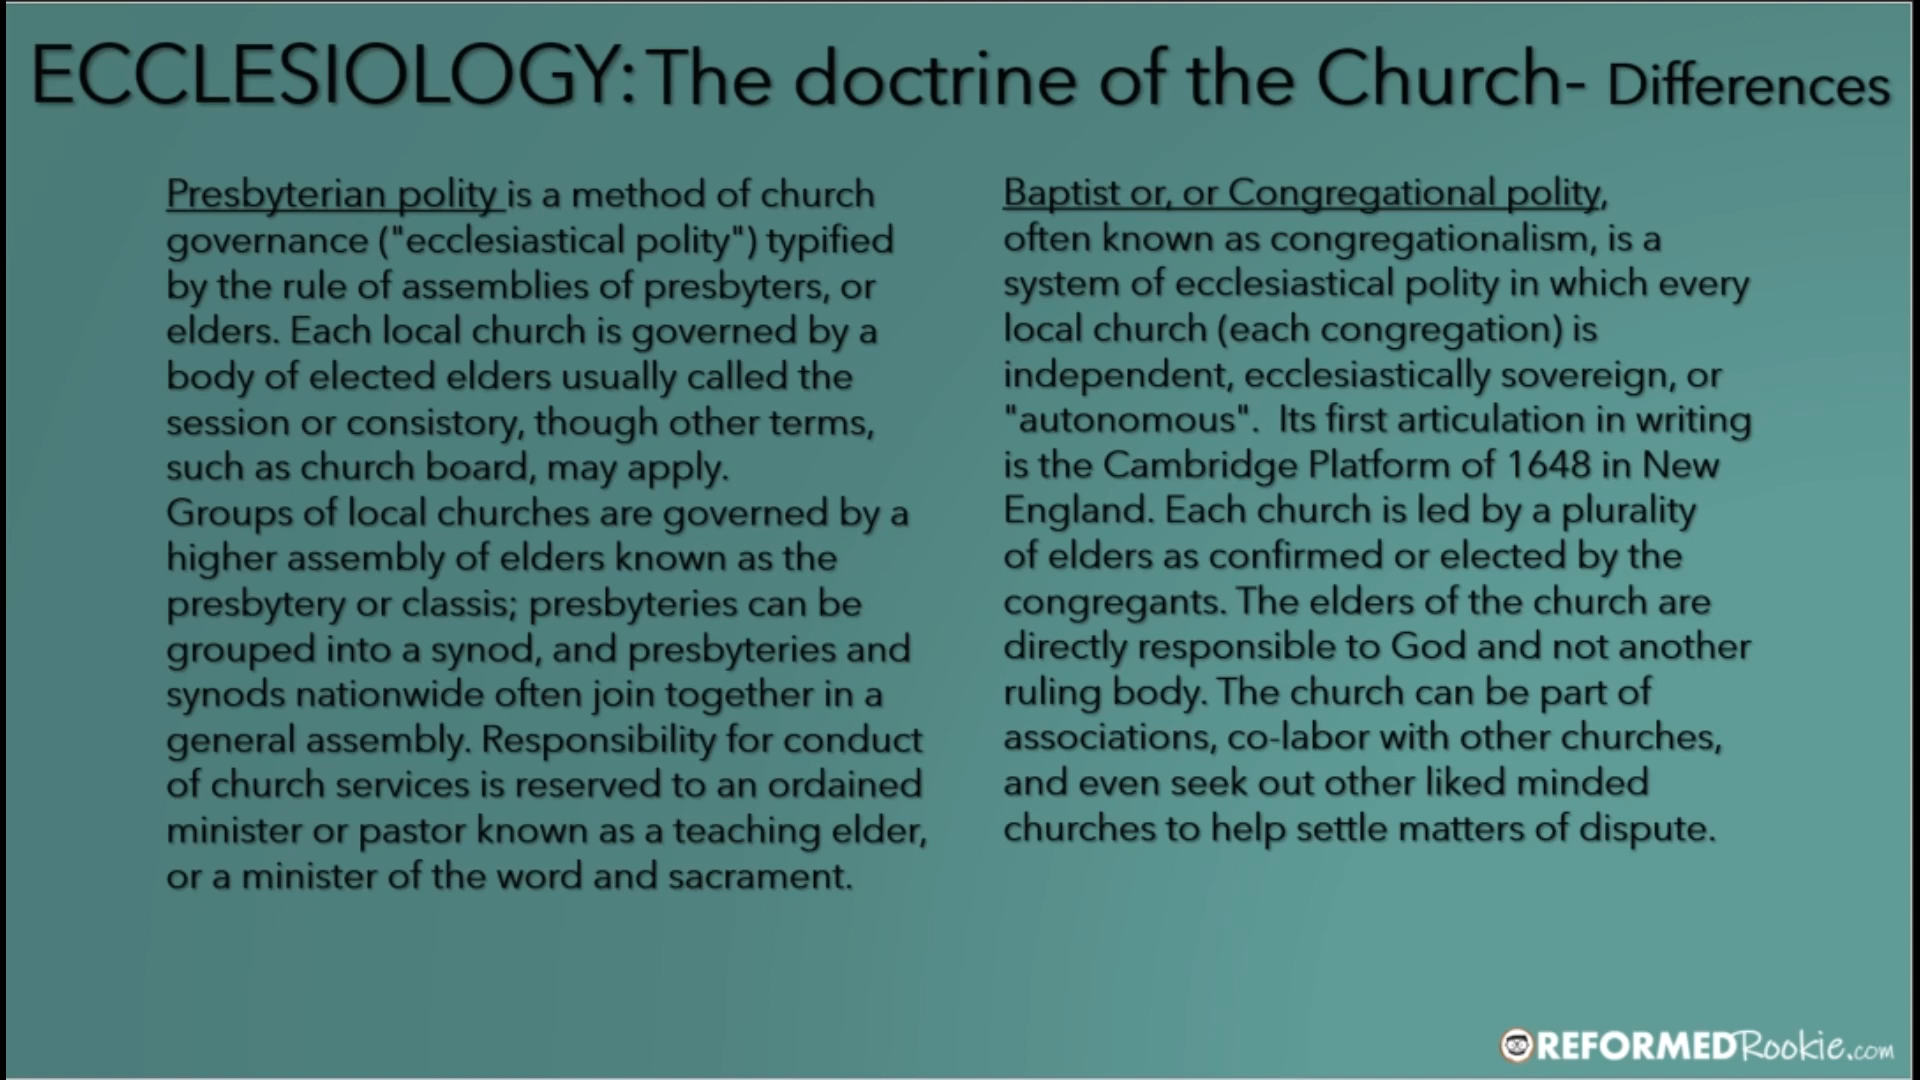 ECCLESIOLOGY: The doctrine of the Church- Differences
Presbyterian polity is a method of church
governance ("ecclesiastical polity") typified
by the rule of assemblies of presbyters, or
elders. Each local church is governed by a
body of elected elders usually called the
session or consistory, though other terms,
such as church board, may apply.
Groups of local churches are governed by a
higher assembly of elders known as the
presbytery or classis; presbyteries can be
grouped into a synod, and presbyteries and
synods nationwide often join together in a
general assembly. Responsibility for conduct
of church services is reserved to an ordained
minister or pastor known as a teaching elder,
or a minister of the word and sacrament.
Baptist or, or Congregational polity,
often known as congregationalism, is a
system of ecclesiastical polity in which every
local church (each congregation) is
independent, ecclesiastically sovereign, or
"autonomous".  Its first articulation in writing
is the Cambridge Platform of 1648 in New
England. Each church is led by a plurality
of elders as confirmed or elected by the
congregants. The elders of the church are
directly responsible to God and not another
ruling body. The church can be part of
associations, co-labor with other churches,
and even seek out other liked minded
churches to help settle matters of dispute.
REFORMEDRookie.com